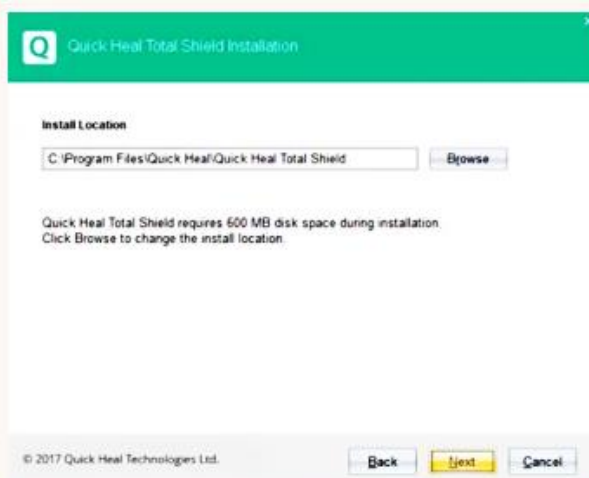 Q Quick Heal Total Shield Installation
Install Location
C:\Program Files\Quick Heal\Quick Heal Total Shield Browse
Quick Heal Total Shield requires 600 MB disk space during installation.
Click Browse to change the install location.
© 2017 Quick Heal Technologies Ltd. Back Next Cancel